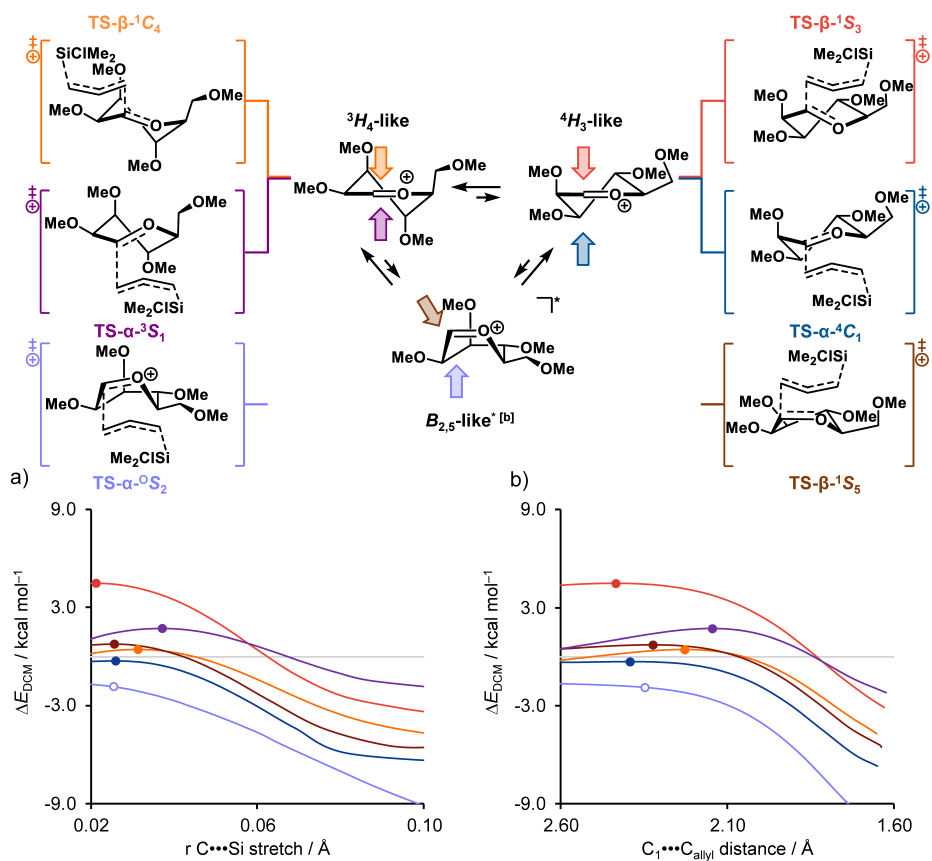 TS-β-¹C₄
TS-β-¹S₃
‡
⊕
SiClMe₂
MeO
OMe
MeO
MeO
³H₄-like
⁴H₃-like
‡
⊕
Me₂ClSi
MeO
OMe
OMe
MeO
MeO
OMe
MeO
O
⊕
OMe
OMe
MeO
OMe
MeO
O
⊕
‡
⊕
MeO
OMe
MeO
O
OMe
Me₂ClSi
TS-α-³S₁
‡
⊕
OMe
MeO
OMe
MeO
O
Me₂ClSi
TS-α-⁴C₁
MeO
O
⊕
MeO
OMe
OMe
*
B₂,₅-like* [b]
‡
⊕
MeO
O
⊕
MeO
OMe
OMe
Me₂ClSi
TS-α-ᴼS₂
‡
⊕
Me₂ClSi
MeO
OMe
OMe
MeO
O
TS-β-¹S₅
a)
9.0
3.0
-3.0
-9.0
ΔE_DCM / kcal mol⁻¹
0.02
0.06
0.10
r C•••Si stretch / Å
b)
9.0
3.0
-3.0
-9.0
ΔE_DCM / kcal mol⁻¹
2.60
2.10
1.60
C₁•••C_allyl distance / Å